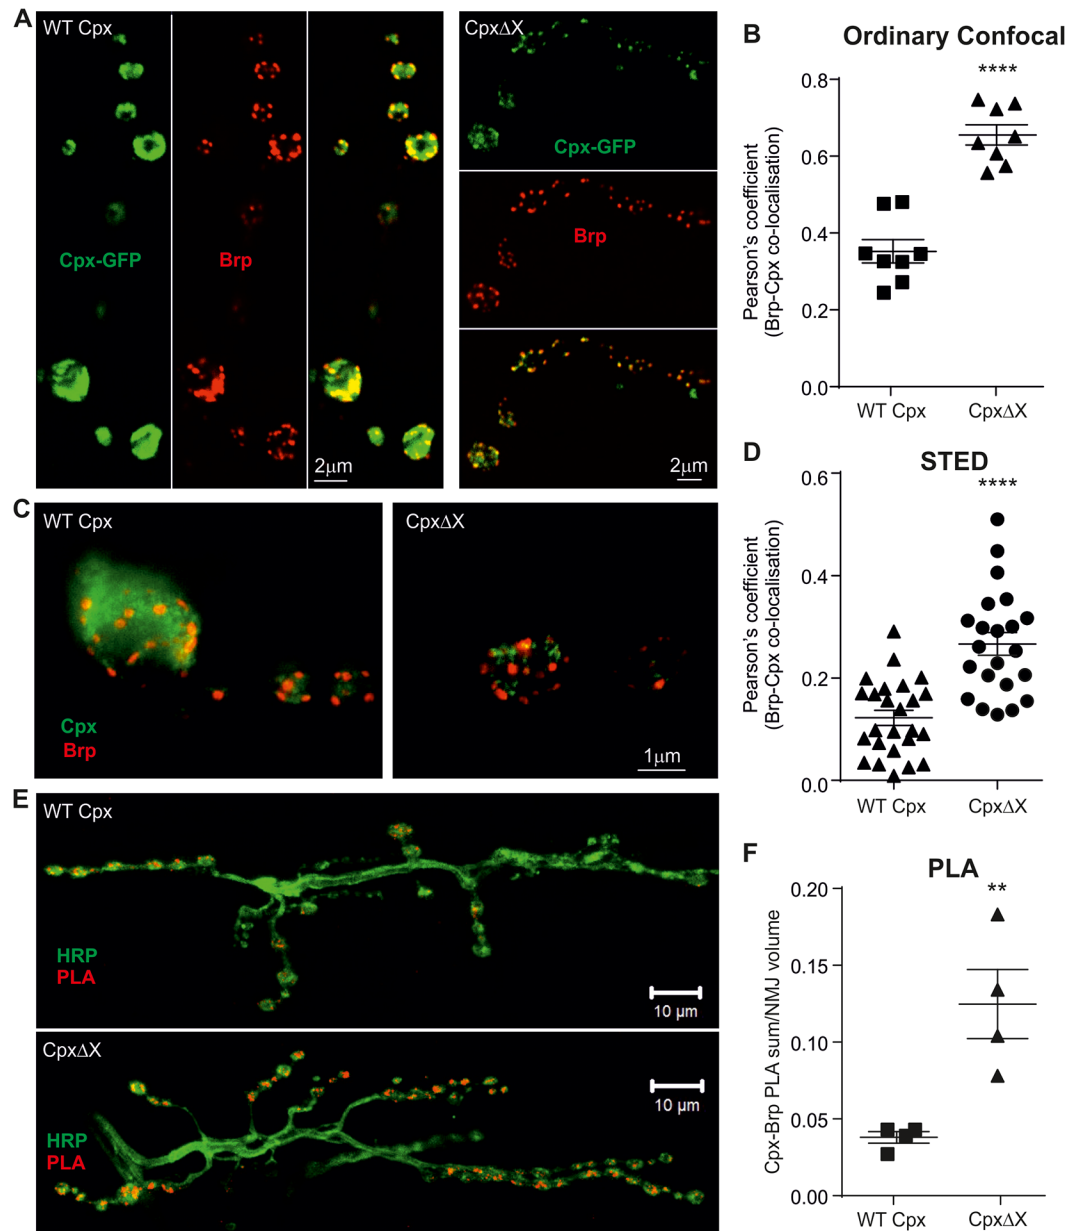 A
WT Cpx
Cpx-GFP
Brp
2μm
CpxΔX
Cpx-GFP
Brp
2μm
B
Ordinary Confocal
Pearson's coefficient
(Brp-Cpx co-localisation)
0.8
0.6
0.4
0.2
0.0
****
WT Cpx
CpxΔX
C
WT Cpx
Cpx
Brp
CpxΔX
1μm
D
STED
Pearson's coefficient
(Brp-Cpx co-localisation)
0.6
0.4
0.2
0.0
****
WT Cpx
CpxΔX
E
WT Cpx
HRP
PLA
10 μm
CpxΔX
HRP
PLA
10 μm
F
PLA
Cpx-Brp PLA sum/NMJ volume
0.20
0.15
0.10
0.05
0.00
**
WT Cpx
CpxΔX